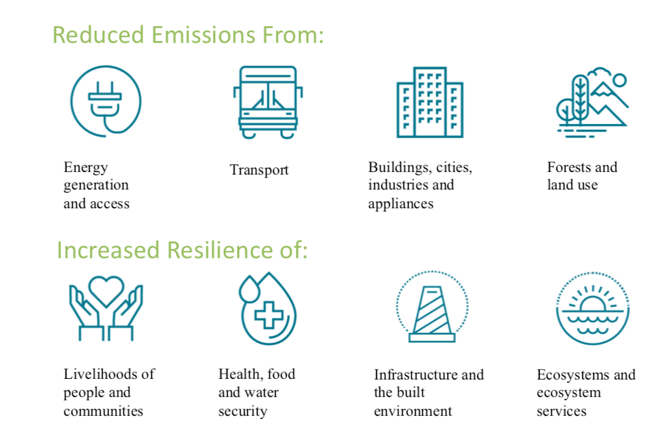 Reduced Emissions From:
Energy
generation
and access
Transport
Buildings, cities,
industries and
appliances
Forests and
land use
Increased Resilience of:
Livelihoods of
people and
communities
Health, food
and water
security
Infrastructure and
the built
environment
Ecosystems and
ecosystem
services